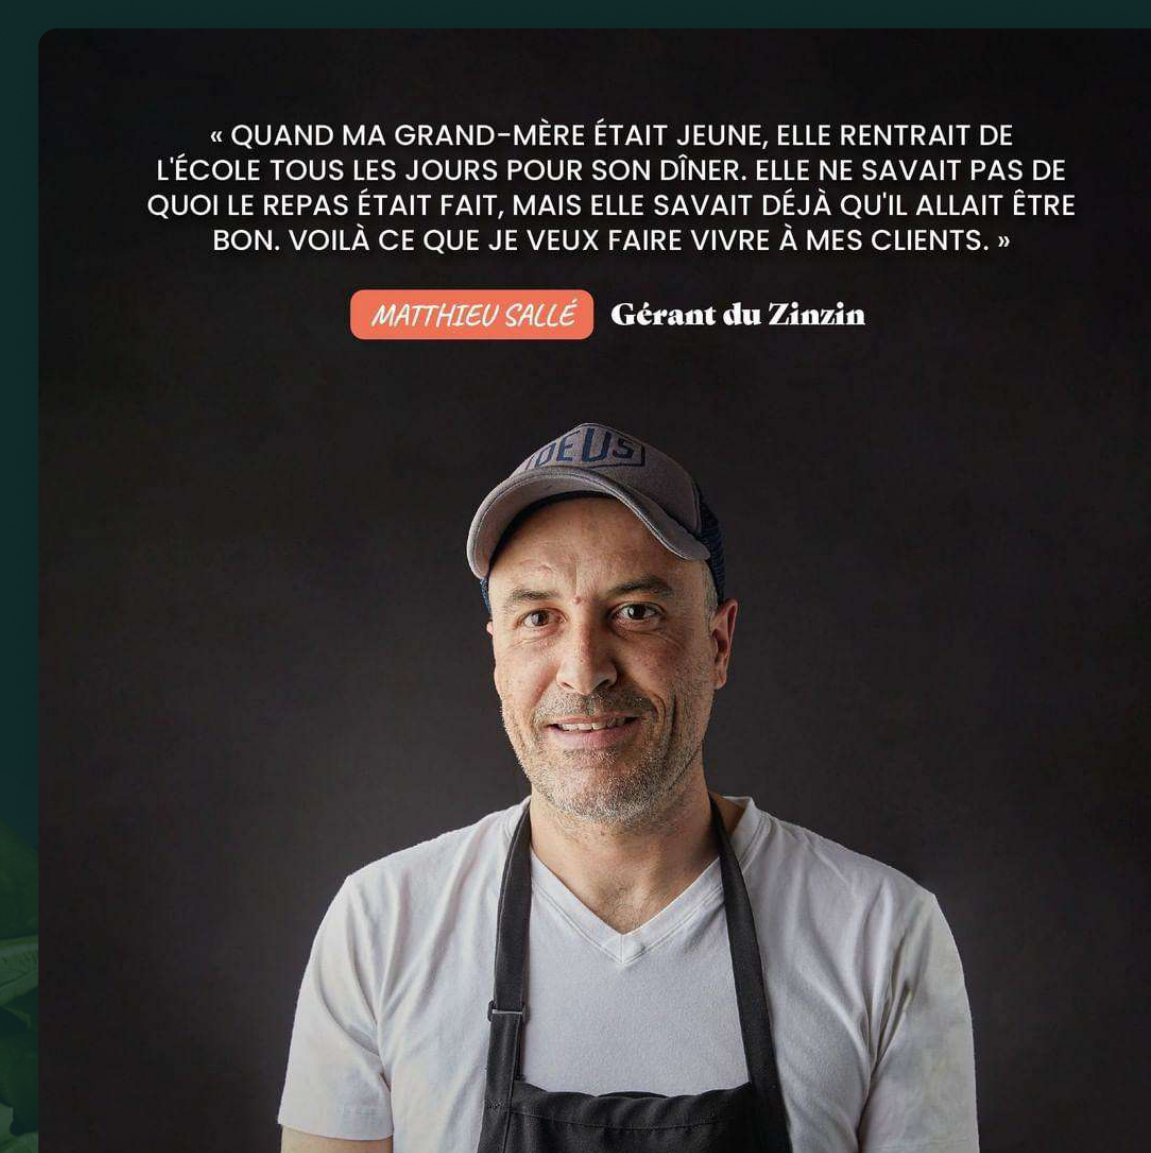 « QUAND MA GRAND-MÈRE ÉTAIT JEUNE, ELLE RENTRAIT DE
L'ÉCOLE TOUS LES JOURS POUR SON DÎNER. ELLE NE SAVAIT PAS DE
QUOI LE REPAS ÉTAIT FAIT, MAIS ELLE SAVAIT DÉJÀ QU'IL ALLAIT ÊTRE
BON. VOILÀ CE QUE JE VEUX FAIRE VIVRE À MES CLIENTS. »
MATTHIEU SALLÉ Gérant du Zinzin
DEUS